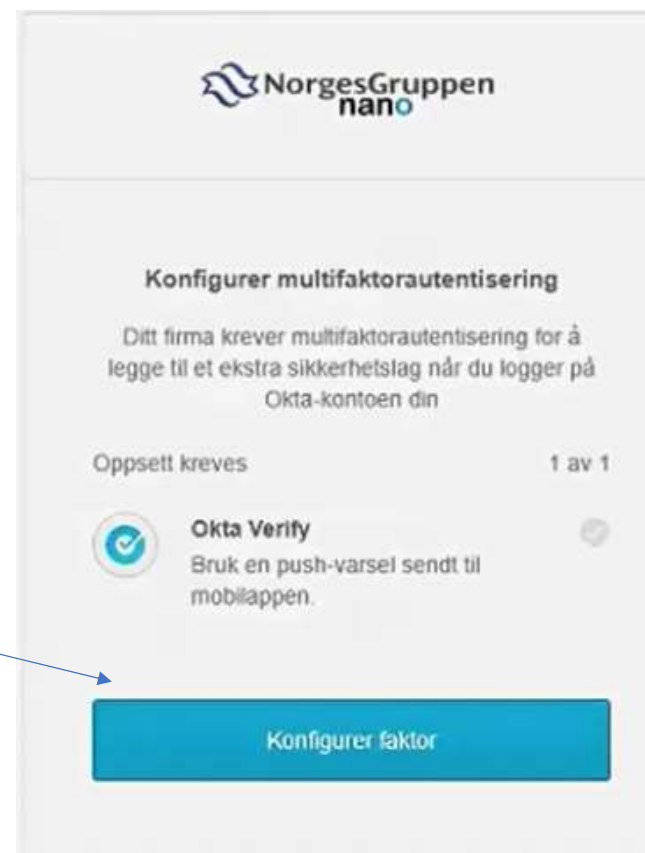 NorgesGruppen
nano
Konfigurer multifaktorautentisering
Ditt firma krever multifaktorautentisering for å
legge til et ekstra sikkerhetslag når du logger på
Okta-kontoen din
Oppsett kreves 1 av 1
Okta Verify
Bruk en push-varsel sendt til
mobilappen.
Konfigurer faktor